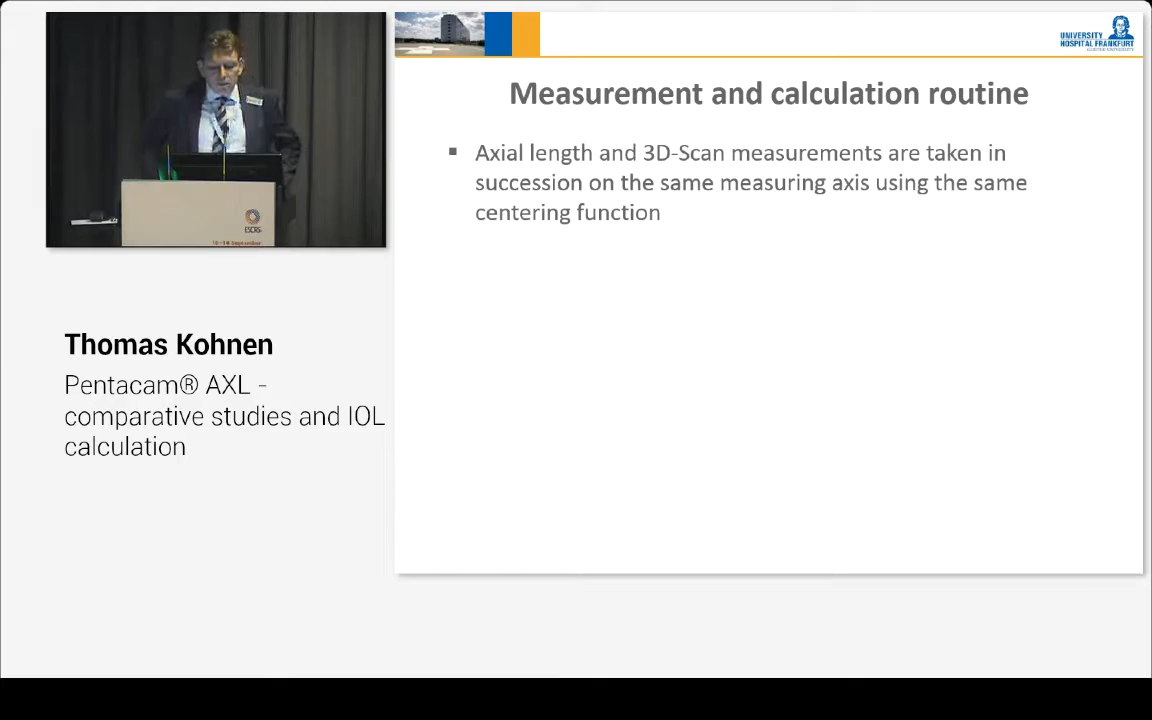 UNIVERSITY
HOSPITAL FRANKFURT
Measurement and calculation routine
▪ Axial length and 3D-Scan measurements are taken in
succession on the same measuring axis using the same
centering function
ESCRS
Thomas Kohnen
Pentacam® AXL -
comparative studies and IOL
calculation